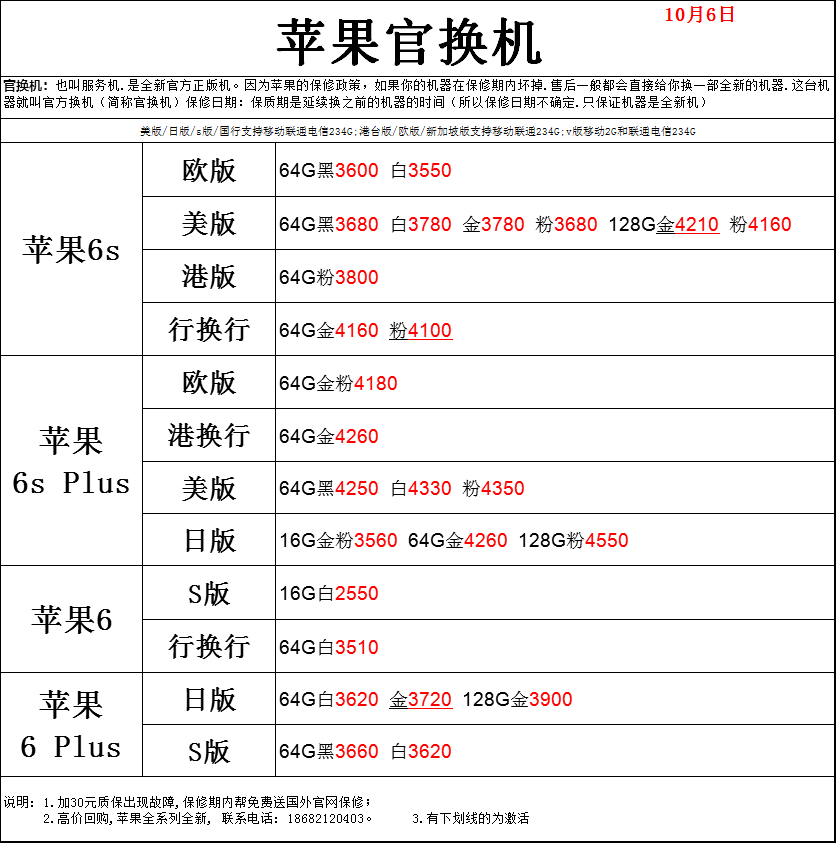 10月6日
苹果官换机
官换机：也叫服务机.是全新官方正版机。因为苹果的保修政策，如果你的机器在保修期内坏掉.售后一般都会直接给你换一部全新的机器.这台机
器就叫官方换机（简称官换机）保修日期：保质期是延续换之前的机器的时间（所以保修日期不确定.只保证机器是全新机）
美版/日版/s版/国行支持移动联通电信234G;港台版/欧版/新加坡版支持移动联通234G;v版移动2G和联通电信234G
苹果6s
欧版 64G黑3600 白3550
美版 64G黑3680 白3780 金3780 粉3680 128G金4210 粉4160
港版 64G粉3800
行换行 64G金4160 粉4100
苹果
6s Plus
欧版 64G金粉4180
港换行 64G金4260
美版 64G黑4250 白4330 粉4350
日版 16G金粉3560 64G金4260 128G粉4550
苹果6
S版 16G白2550
行换行 64G白3510
苹果
6 Plus
日版 64G白3620 金3720 128G金3900
S版 64G黑3660 白3620
说明：1.加30元质保出现故障,保修期内帮免费送国外官网保修；
2.高价回购,苹果全系列全新, 联系电话：18682120403。 3.有下划线的为激活